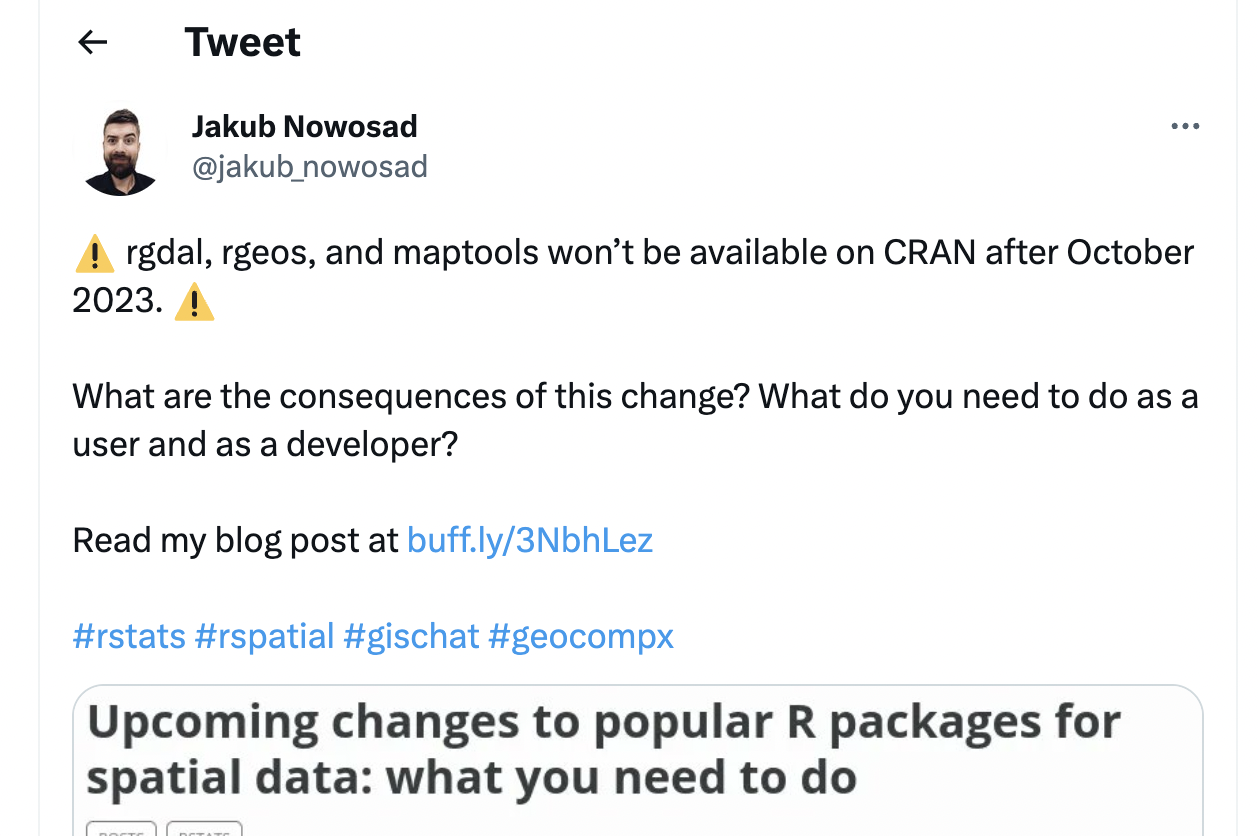 Tweet
Jakub Nowosad
@jakub_nowosad
⚠️ rgdal, rgeos, and maptools won’t be available on CRAN after October
2023. ⚠️
What are the consequences of this change? What do you need to do as a
user and as a developer?
Read my blog post at buff.ly/3NbhLez
#rstats #rspatial #gischat #geocompx
Upcoming changes to popular R packages for
spatial data: what you need to do